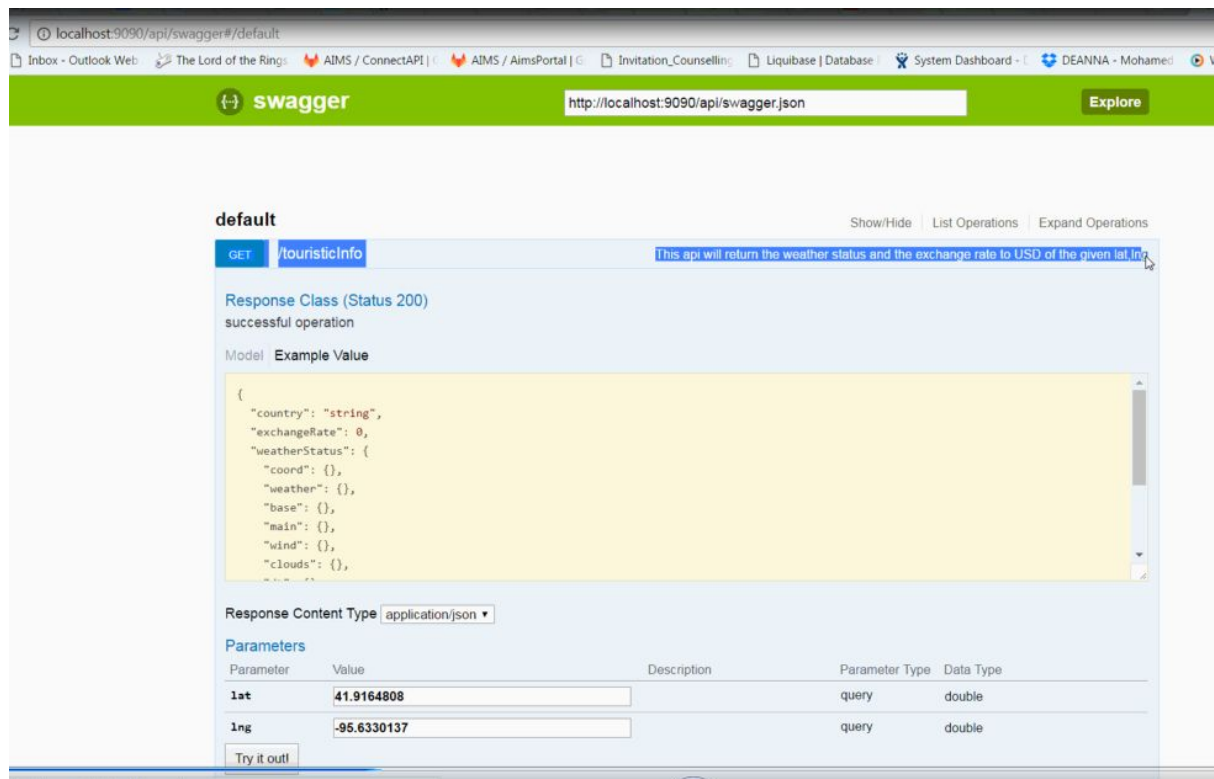 localhost:9090/api/swagger#/default
Inbox - Outlook Web The Lord of the Rings AIMS / ConnectAPI | AIMS / AimsPortal | G Invitation_Counselling Liquibase | Database System Dashboard - DEANNA - Mohamed
swagger http://localhost:9090/api/swagger.json Explore
default Show/Hide List Operations Expand Operations
GET /touristicInfo This api will return the weather status and the exchange rate to USD of the given lat,lng
Response Class (Status 200)
successful operation
Model Example Value
{
"country": "string",
"exchangeRate": 0,
"weatherStatus": {
"coord": {},
"weather": {},
"base": {},
"main": {},
"wind": {},
"clouds": {},
Response Content Type application/json
Parameters
Parameter Value Description Parameter Type Data Type
lat 41.9164808 query double
lng -95.6330137 query double
Try it out!